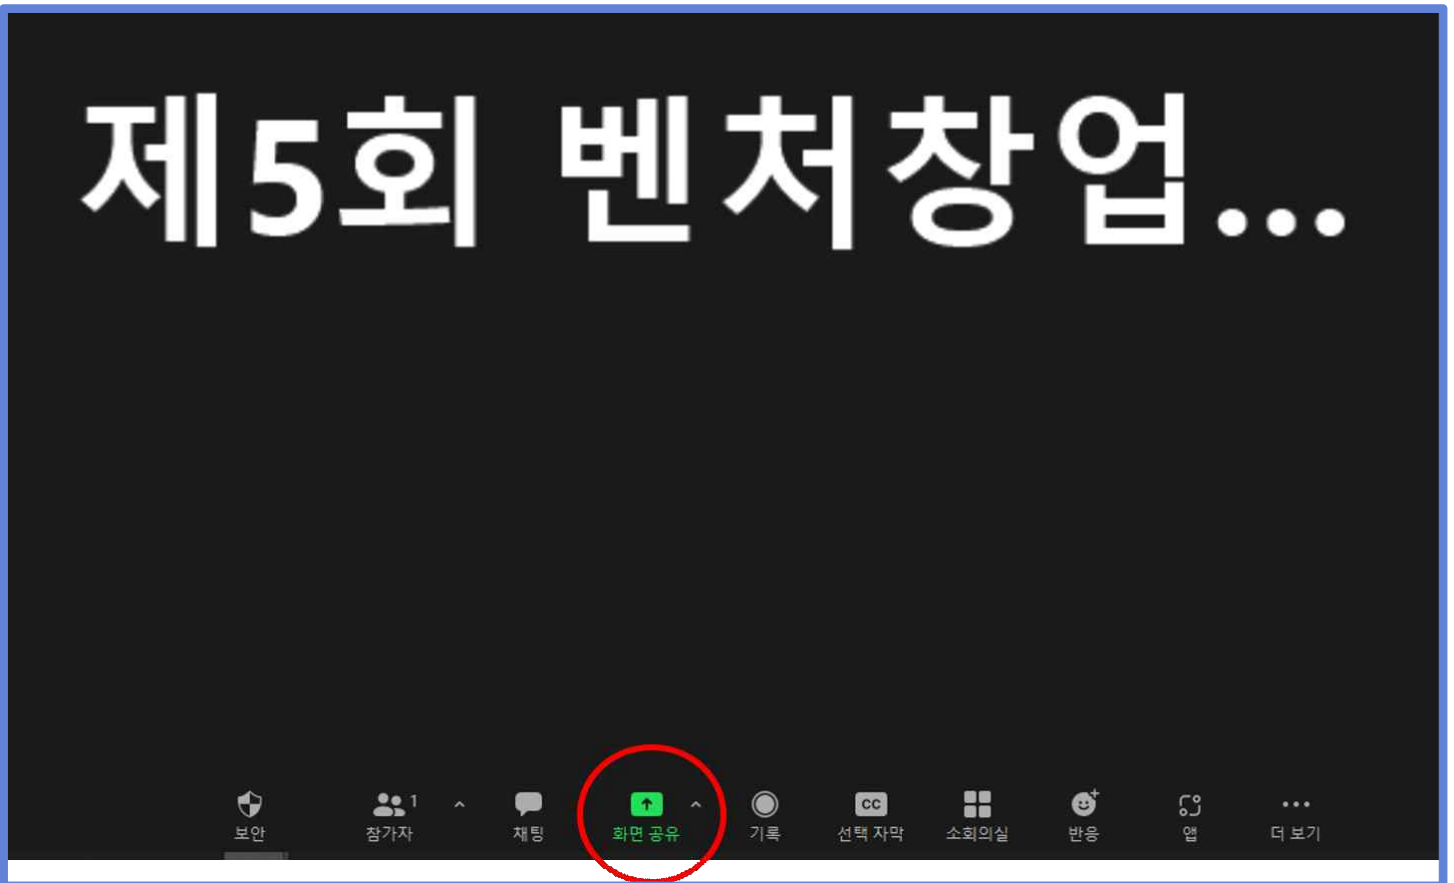 제5회 벤처창업...
1
CC
보안 참가자 채팅 화면 공유 기록 선택 자막 소회의실 반응 앱 더 보기